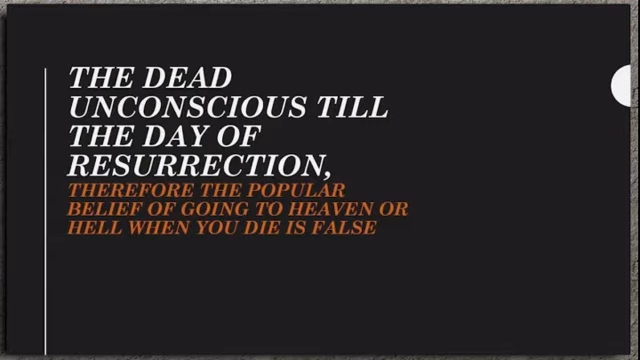 THE DEAD
UNCONSCIOUS TILL
THE DAY OF
RESURRECTION,
THEREFORE THE POPULAR
BELIEF OF GOING TO HEAVEN OR
HELL WHEN YOU DIE IS FALSE